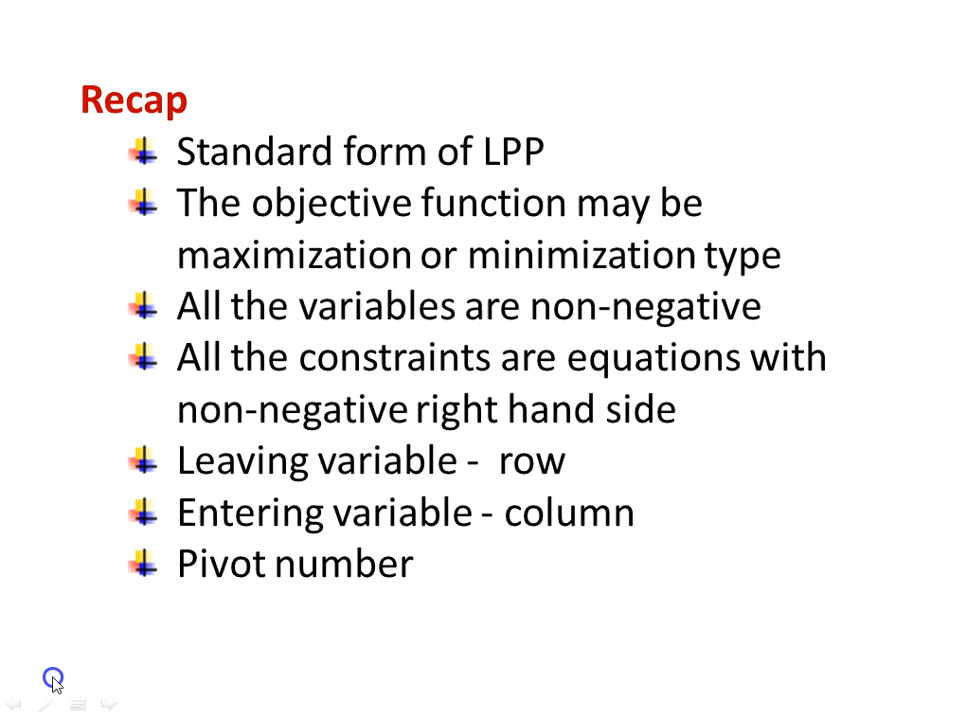 Recap
Standard form of LPP
The objective function may be
maximization or minimization type
All the variables are non-negative
All the constraints are equations with
non-negative right hand side
Leaving variable - row
Entering variable - column
Pivot number